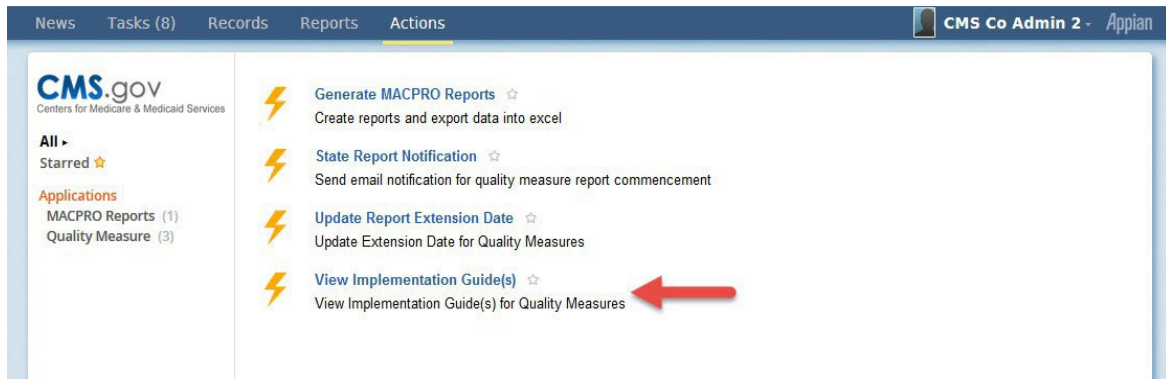 News Tasks (8) Records Reports Actions CMS Co Admin 2 - Appian
CMS.gov
Centers for Medicare & Medicaid Services
All ▸
Starred
Applications
MACPRO Reports (1)
Quality Measure (3)
Generate MACPRO Reports
Create reports and export data into excel
State Report Notification
Send email notification for quality measure report commencement
Update Report Extension Date
Update Extension Date for Quality Measures
View Implementation Guide(s)
View Implementation Guide(s) for Quality Measures